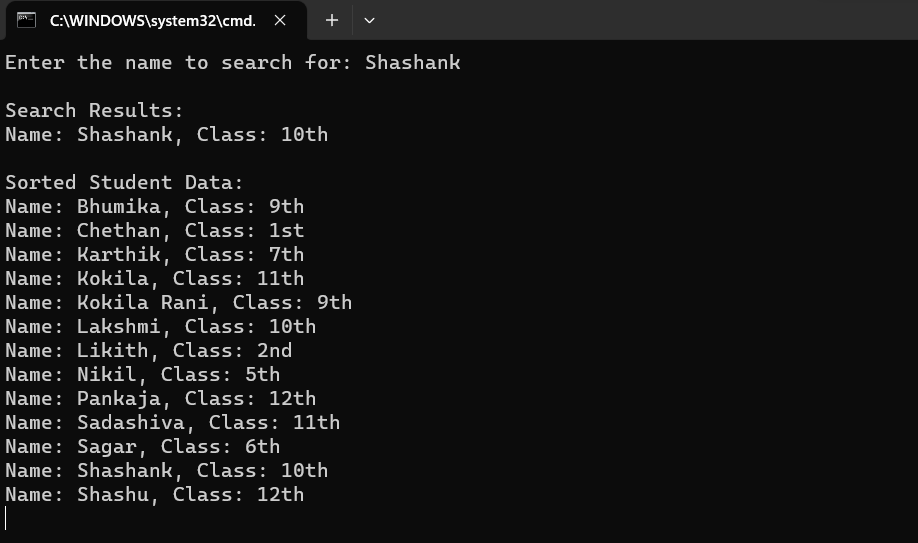 C:\WINDOWS\system32\cmd.
Enter the name to search for: Shashank
Search Results:
Name: Shashank, Class: 10th
Sorted Student Data:
Name: Bhumika, Class: 9th
Name: Chethan, Class: 1st
Name: Karthik, Class: 7th
Name: Kokila, Class: 11th
Name: Kokila Rani, Class: 9th
Name: Lakshmi, Class: 10th
Name: Likith, Class: 2nd
Name: Nikil, Class: 5th
Name: Pankaja, Class: 12th
Name: Sadashiva, Class: 11th
Name: Sagar, Class: 6th
Name: Shashank, Class: 10th
Name: Shashu, Class: 12th